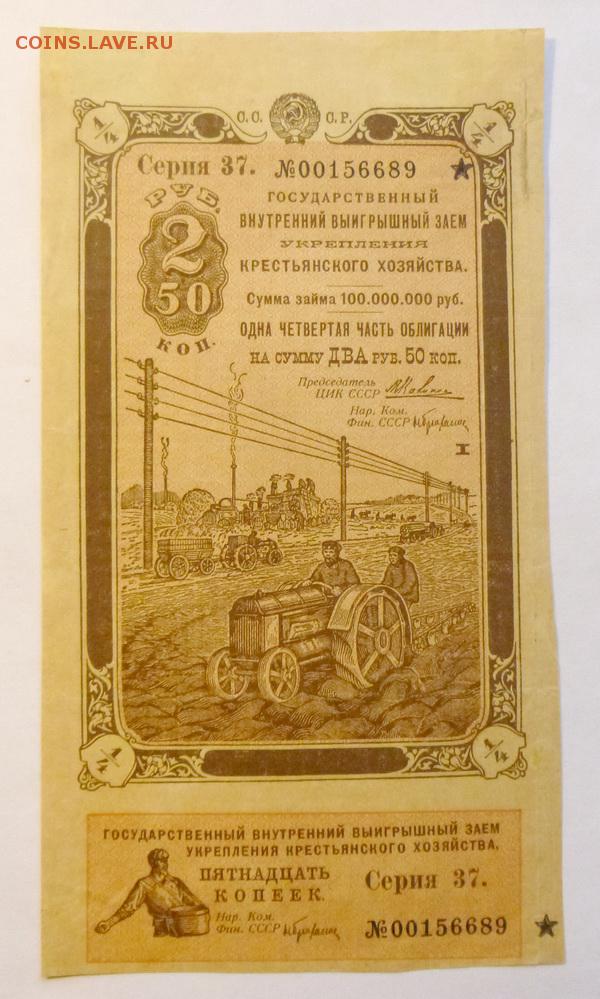 COINS.LAVE.RU
С.С. С.Р.
1/4 1/4
Серия 37. №00156689
РУБ.
2
50
КОП.
ГОСУДАРСТВЕННЫЙ
ВНУТРЕННИЙ ВЫИГРЫШНЫЙ ЗАЕМ
УКРЕПЛЕНИЯ
КРЕСТЬЯНСКОГО ХОЗЯЙСТВА.
Сумма займа 100.000.000 руб.
ОДНА ЧЕТВЕРТАЯ ЧАСТЬ ОБЛИГАЦИИ
НА СУММУ ДВА РУБ. 50 КОП.
Председатель
ЦИК СССР
Нар. Ком.
Фин. СССР
I
1/4 1/4
ГОСУДАРСТВЕННЫЙ ВНУТРЕННИЙ ВЫИГРЫШНЫЙ ЗАЕМ
УКРЕПЛЕНИЯ КРЕСТЬЯНСКОГО ХОЗЯЙСТВА.
ПЯТНАДЦАТЬ
КОПЕЕК.
Серия 37.
Нар. Ком.
Фин. СССР
№00156689